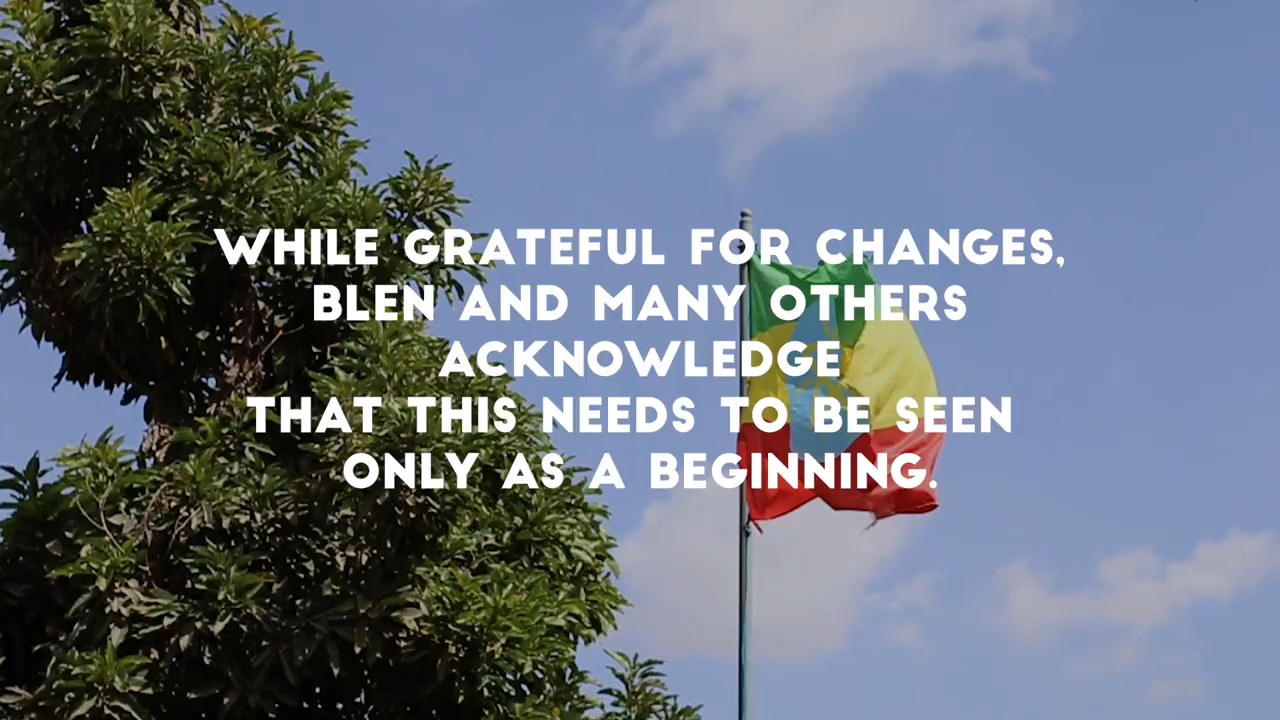 WHILE GRATEFUL FOR CHANGES,
BLEN AND MANY OTHERS
ACKNOWLEDGE
THAT THIS NEEDS TO BE SEEN
ONLY AS A BEGINNING.